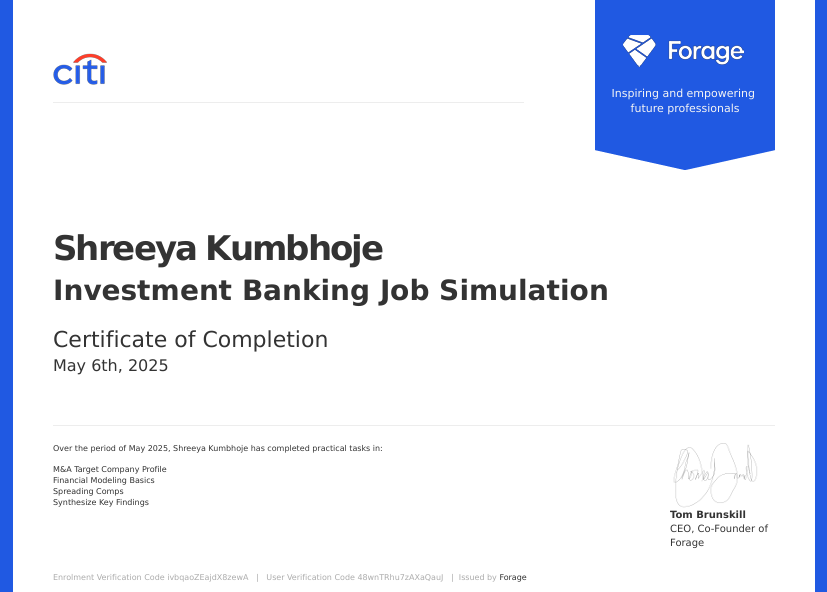 citi
Forage
Inspiring and empowering
future professionals
Shreeya Kumbhoje
Investment Banking Job Simulation
Certificate of Completion
May 6th, 2025
Over the period of May 2025, Shreeya Kumbhoje has completed practical tasks in:
M&A Target Company Profile
Financial Modeling Basics
Spreading Comps
Synthesize Key Findings
Tom Brunskill
CEO, Co-Founder of
Forage
Enrolment Verification Code ivbqaoZEajdX8zewA | User Verification Code 48wnTRhu7zAXaQauJ | Issued by Forage